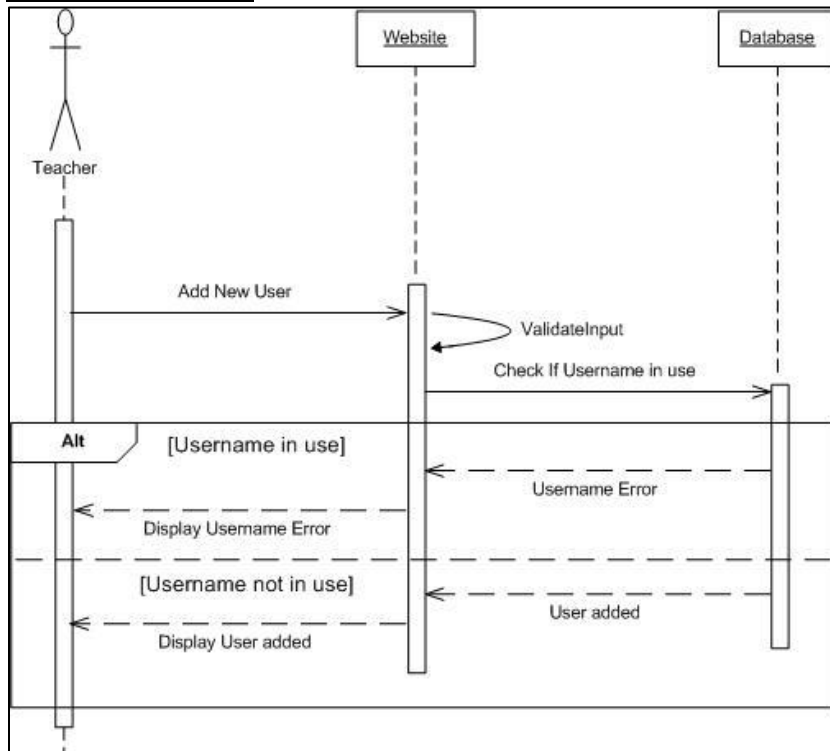 Website
Database
Teacher
Add New User
ValidateInput
Check If Username in use
Alt
[Username in use]
Username Error
Display Username Error
[Username not in use]
User added
Display User added